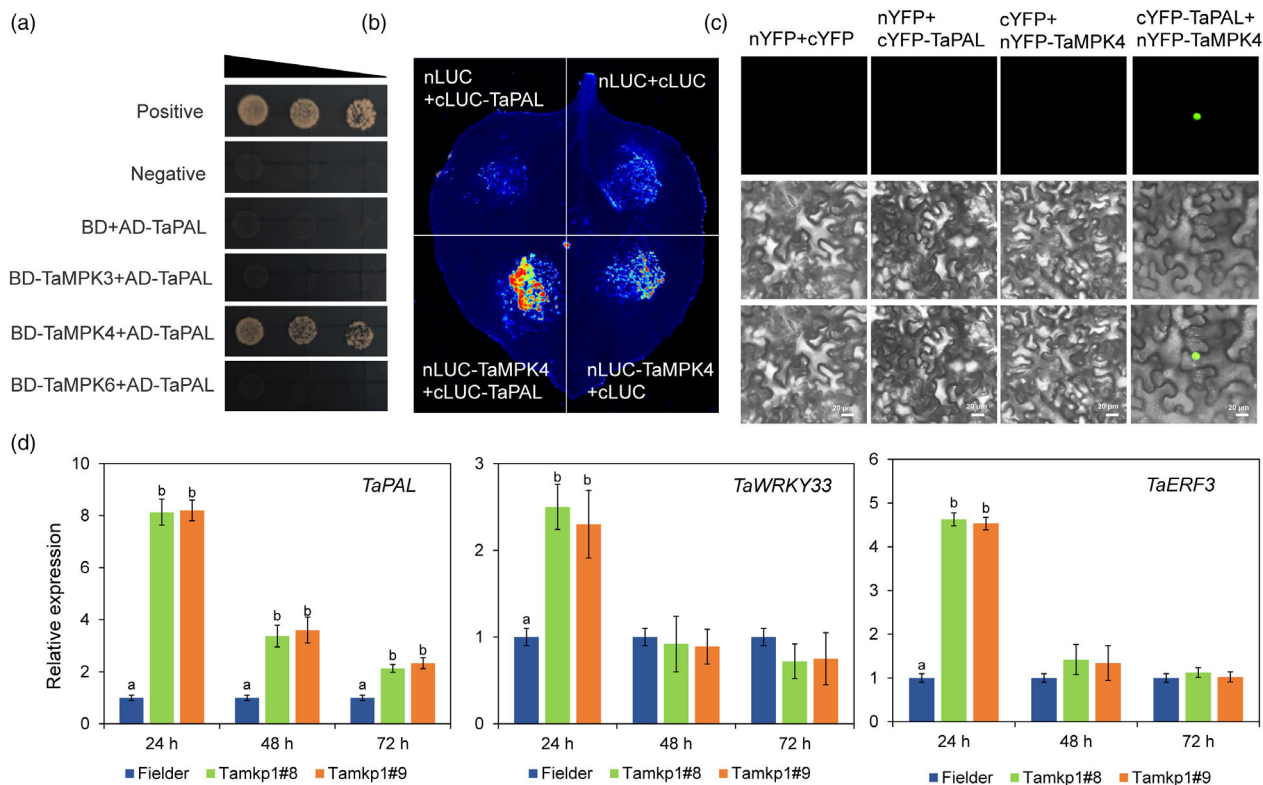 (a)
Positive
Negative
BD+AD-TaPAL
BD-TaMPK3+AD-TaPAL
BD-TaMPK4+AD-TaPAL
BD-TaMPK6+AD-TaPAL
(b)
nLUC
+cLUC-TaPAL
nLUC+cLUC
nLUC-TaMPK4
+cLUC-TaPAL
nLUC-TaMPK4
+cLUC
(c)
nYFP+cYFP
nYFP+
cYFP-TaPAL
cYFP+
nYFP-TaMPK4
cYFP-TaPAL+
nYFP-TaMPK4
20 µm
20 µm
20 µm
20 µm
(d)
Relative expression
10
8
6
4
2
0
TaPAL
a
b
b
a
b
b
a
b
b
24 h
48 h
72 h
Fielder
Tamkp1#8
Tamkp1#9
3
2
1
0
TaWRKY33
a
b
b
24 h
48 h
72 h
Fielder
Tamkp1#8
Tamkp1#9
6
5
4
3
2
1
0
TaERF3
a
b
b
24 h
48 h
72 h
Fielder
Tamkp1#8
Tamkp1#9